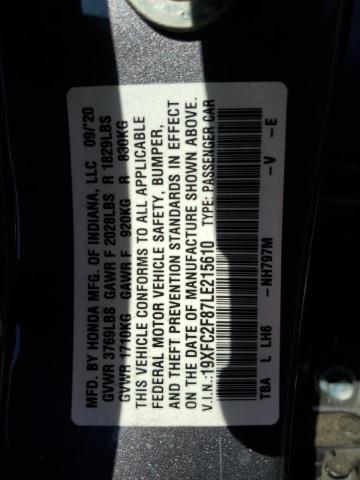 MFD. BY HONDA MFG. OF INDIANA, LLC 09/'20
GVWR 3769LBS GAWR F 2028LBS R 1829LBS
GVWR 1710KG GAWR F 920KG R 830KG
THIS VEHICLE CONFORMS TO ALL APPLICABLE
FEDERAL MOTOR VEHICLE SAFETY, BUMPER,
AND THEFT PREVENTION STANDARDS IN EFFECT
ON THE DATE OF MANUFACTURE SHOWN ABOVE.
V.I.N.:19XFC2F87LE215610 TYPE: PASSENGER CAR
TBA L LH6 -NH797M -V -E